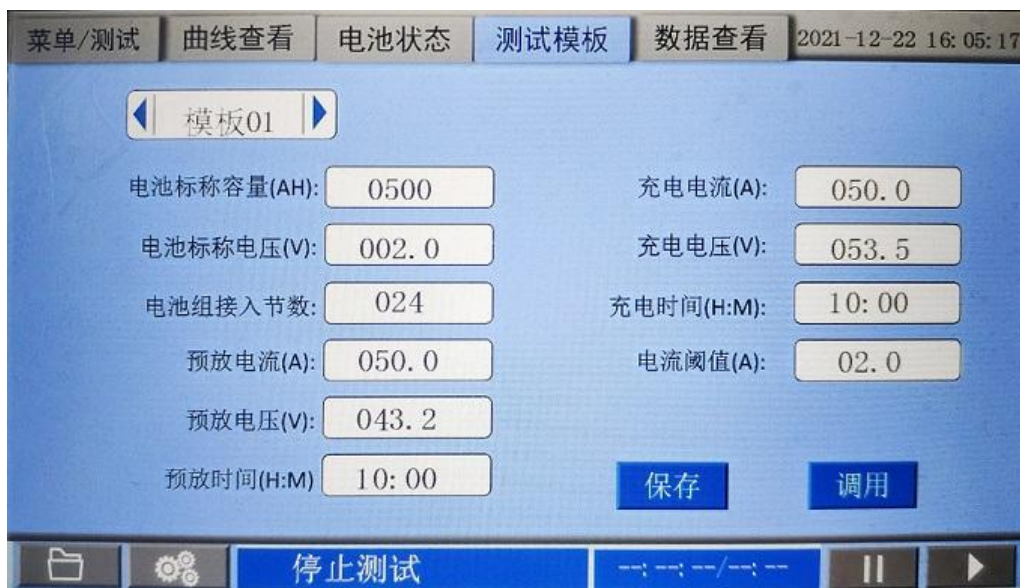 菜单/测试 曲线查看 电池状态 测试模板 数据查看 2021-12-22 16:05:17
模板01
电池标称容量(AH): 0500 充电电流(A): 050.0
电池标称电压(V): 002.0 充电电压(V): 053.5
电池组接入节数: 024 充电时间(H:M): 10:00
预放电流(A): 050.0 电流阈值(A): 02.0
预放电压(V): 043.2
预放时间(H:M) 10:00
保存 调用
停止测试 --:--:--/--:--